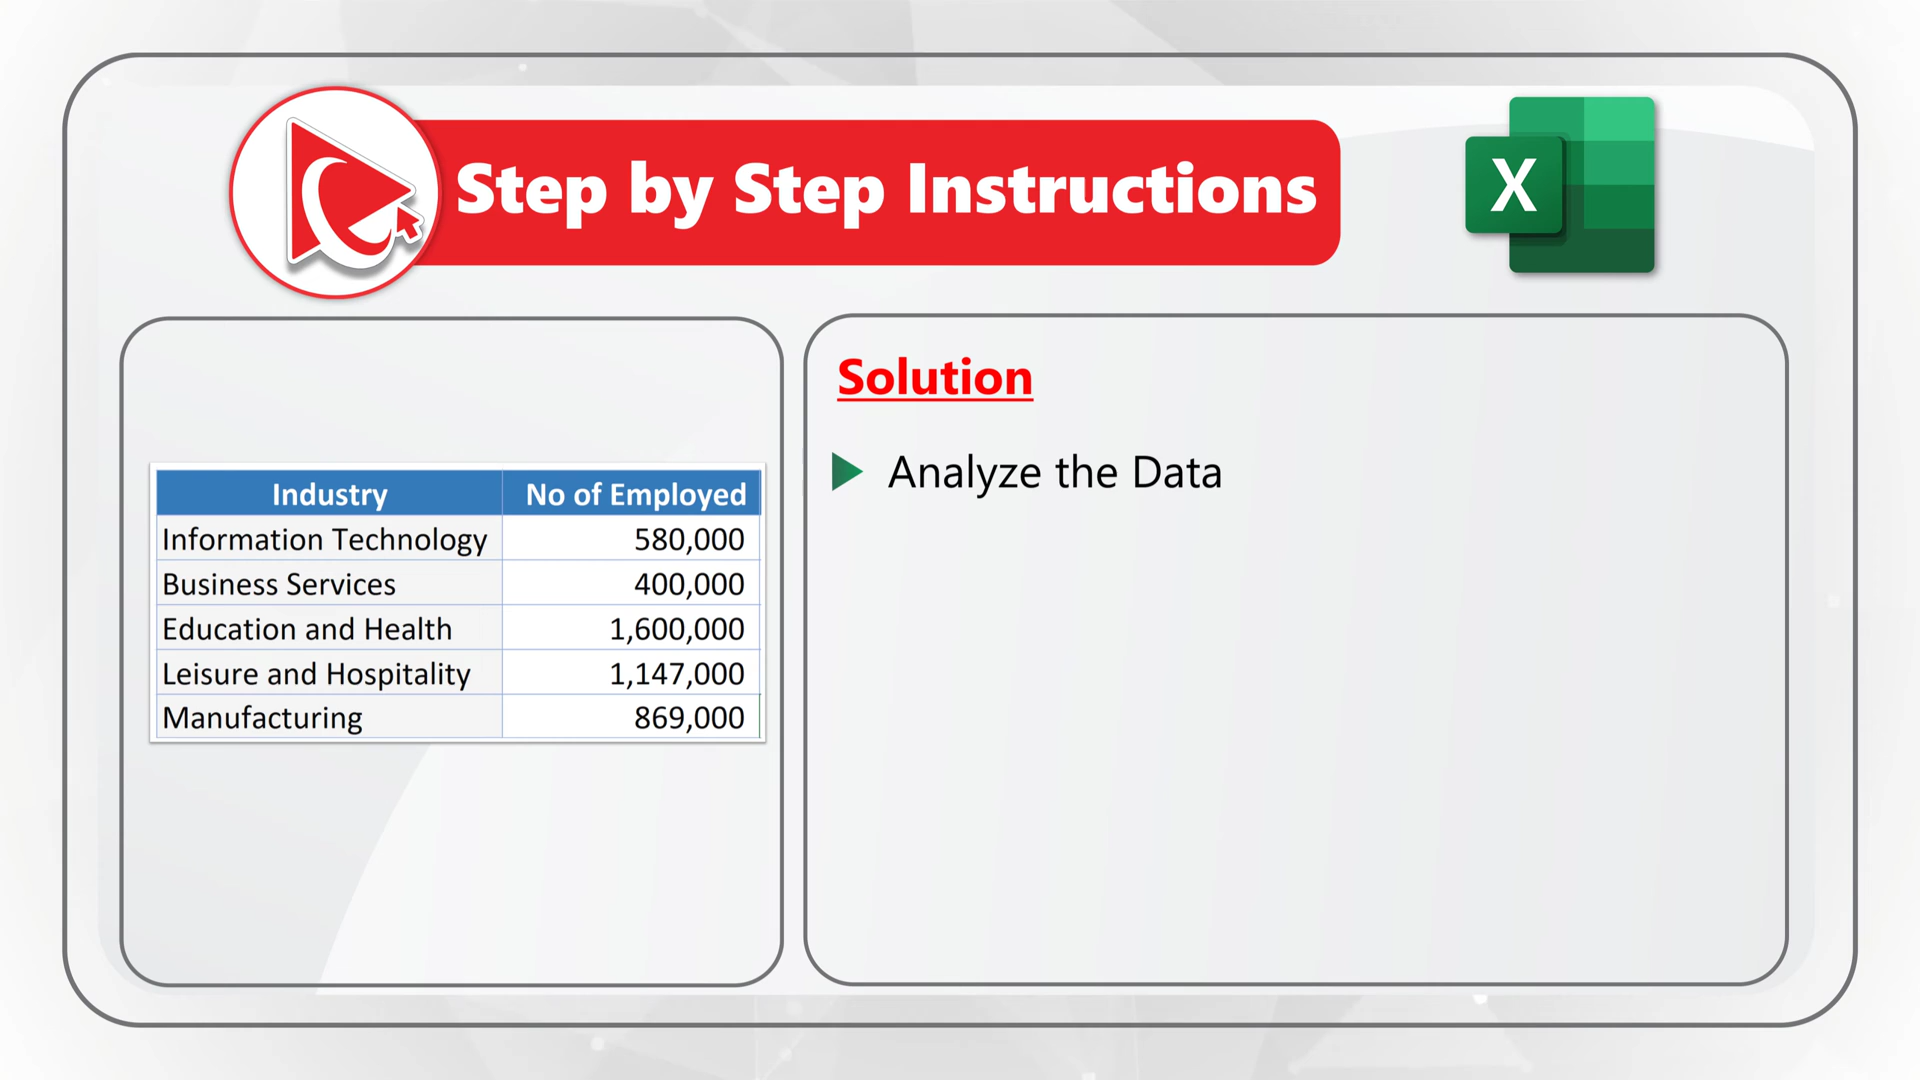 Step by Step Instructions
X
Industry No of Employed
Information Technology 580,000
Business Services 400,000
Education and Health 1,600,000
Leisure and Hospitality 1,147,000
Manufacturing 869,000
Solution
Analyze the Data